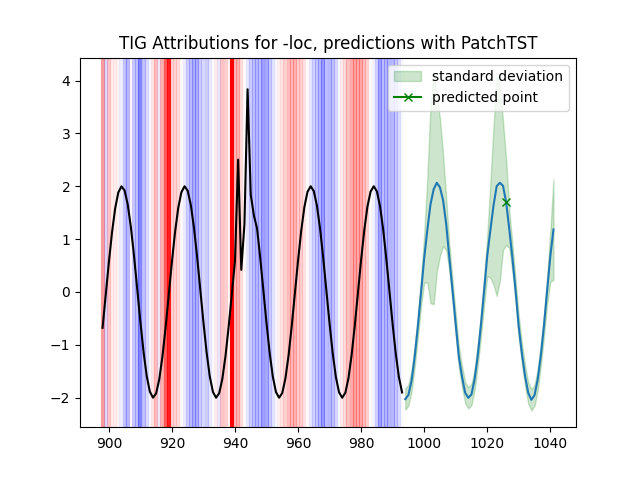 TIG Attributions for -loc, predictions with PatchTST
standard deviation
predicted point
4
3
2
1
0
−1
−2
900 920 940 960 980 1000 1020 1040